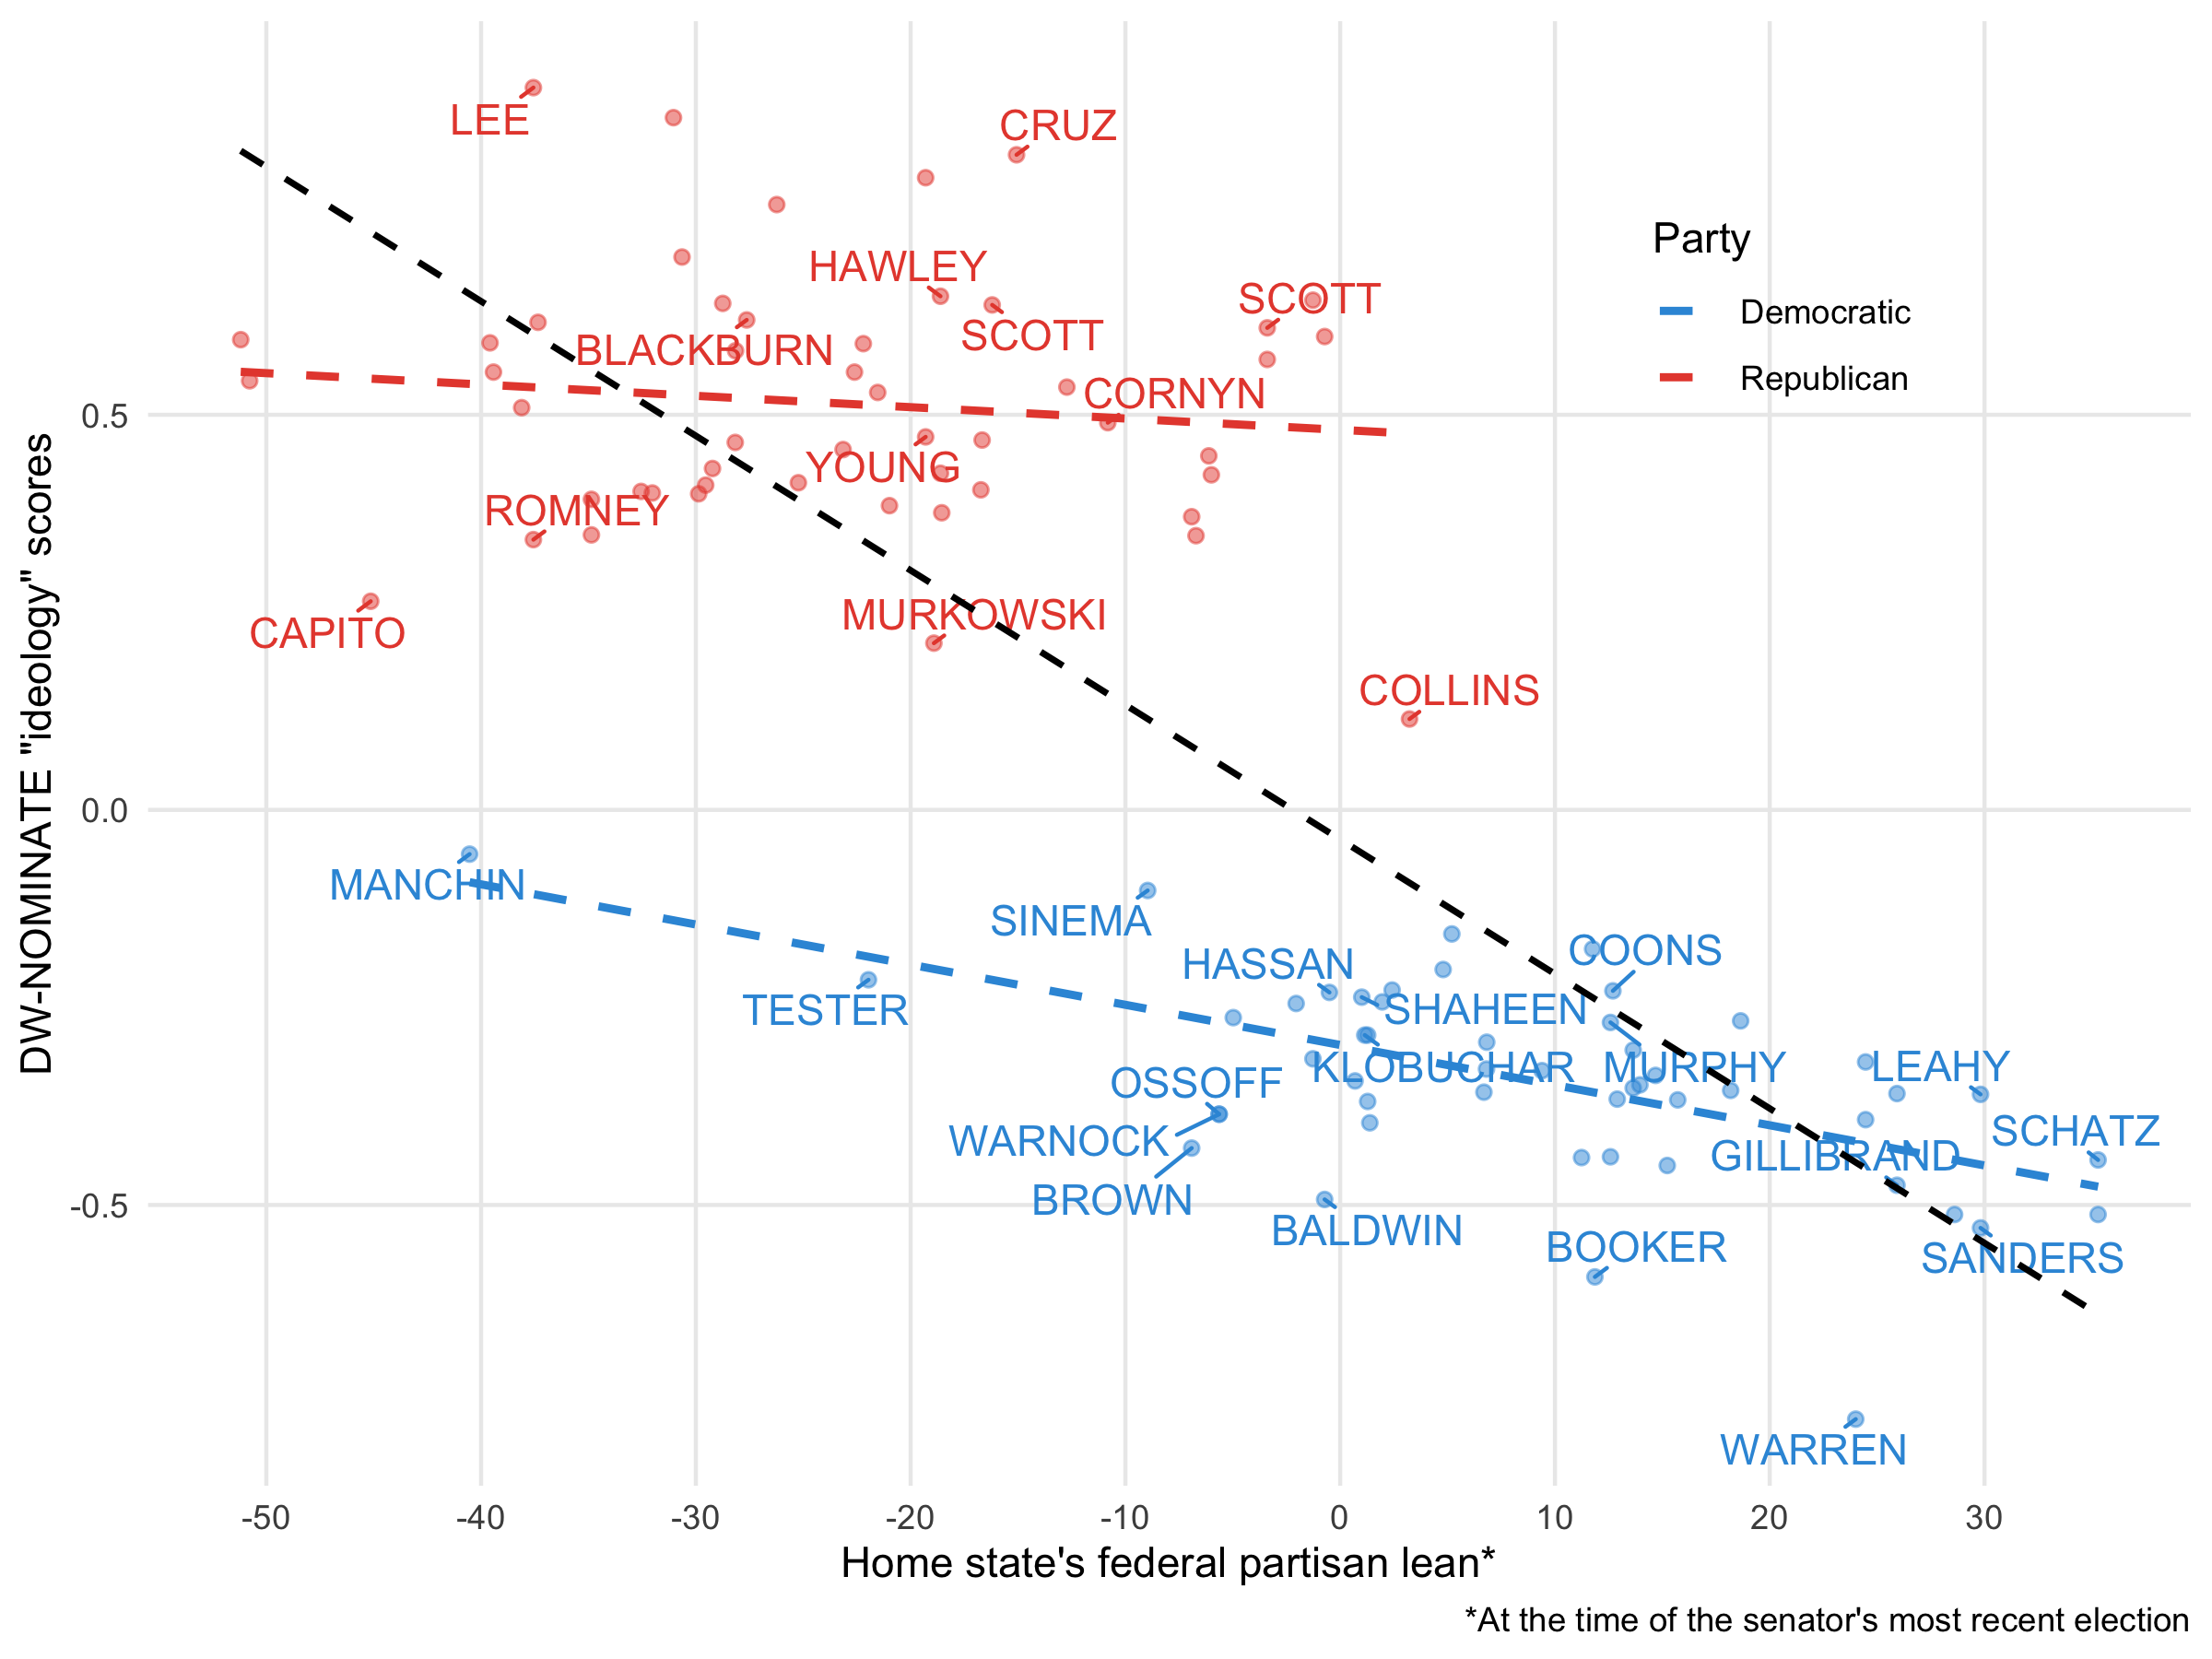 LEE
CRUZ
Party
HAWLEY
SCOTT
Democratic
SCOTT
BLACKBURN
Republican
CORNYN
0.5
YOUNG
ROMNEY
MURKOWSKI
CAPITO
COLLINS
DW-NOMINATE "ideology" scores
0.0
MANCHIN
SINEMA
COONS
HASSAN
TESTER
SHAHEEN
KLOBUCHAR
MURPHY
LEAHY
OSSOFF
SCHATZ
WARNOCK
GILLIBRAND
BROWN
-0.5
BALDWIN
BOOKER
SANDERS
WARREN
-50 -40 -30 -20 -10 0 10 20 30
Home state's federal partisan lean*
*At the time of the senator's most recent election